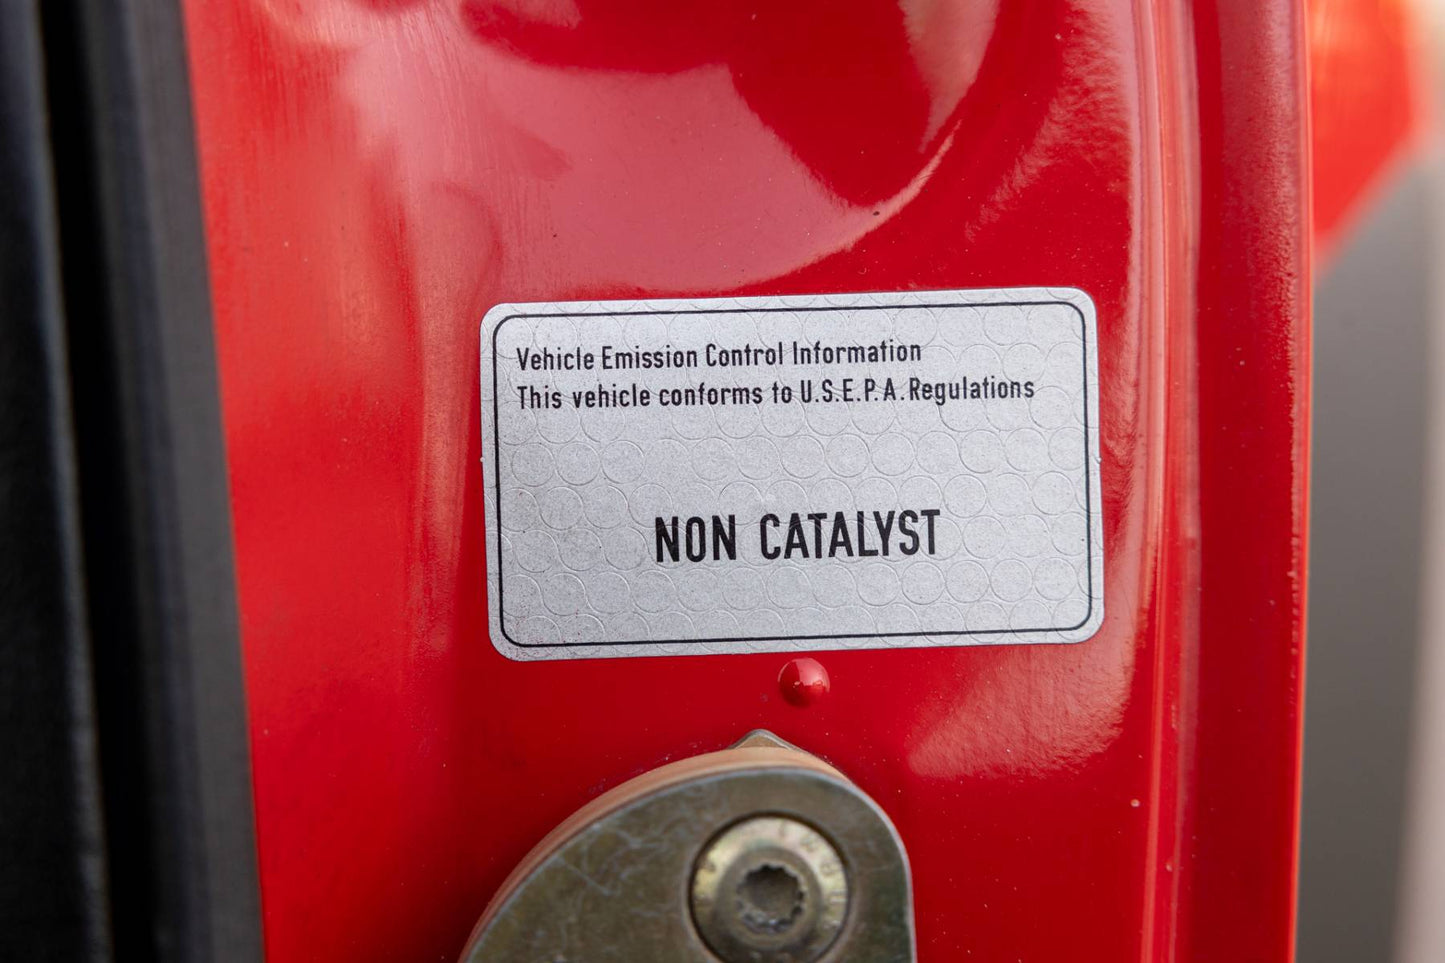 Vehicle Emission Control Information
This vehicle conforms to U.S.E.P.A. Regulations
NON CATALYST